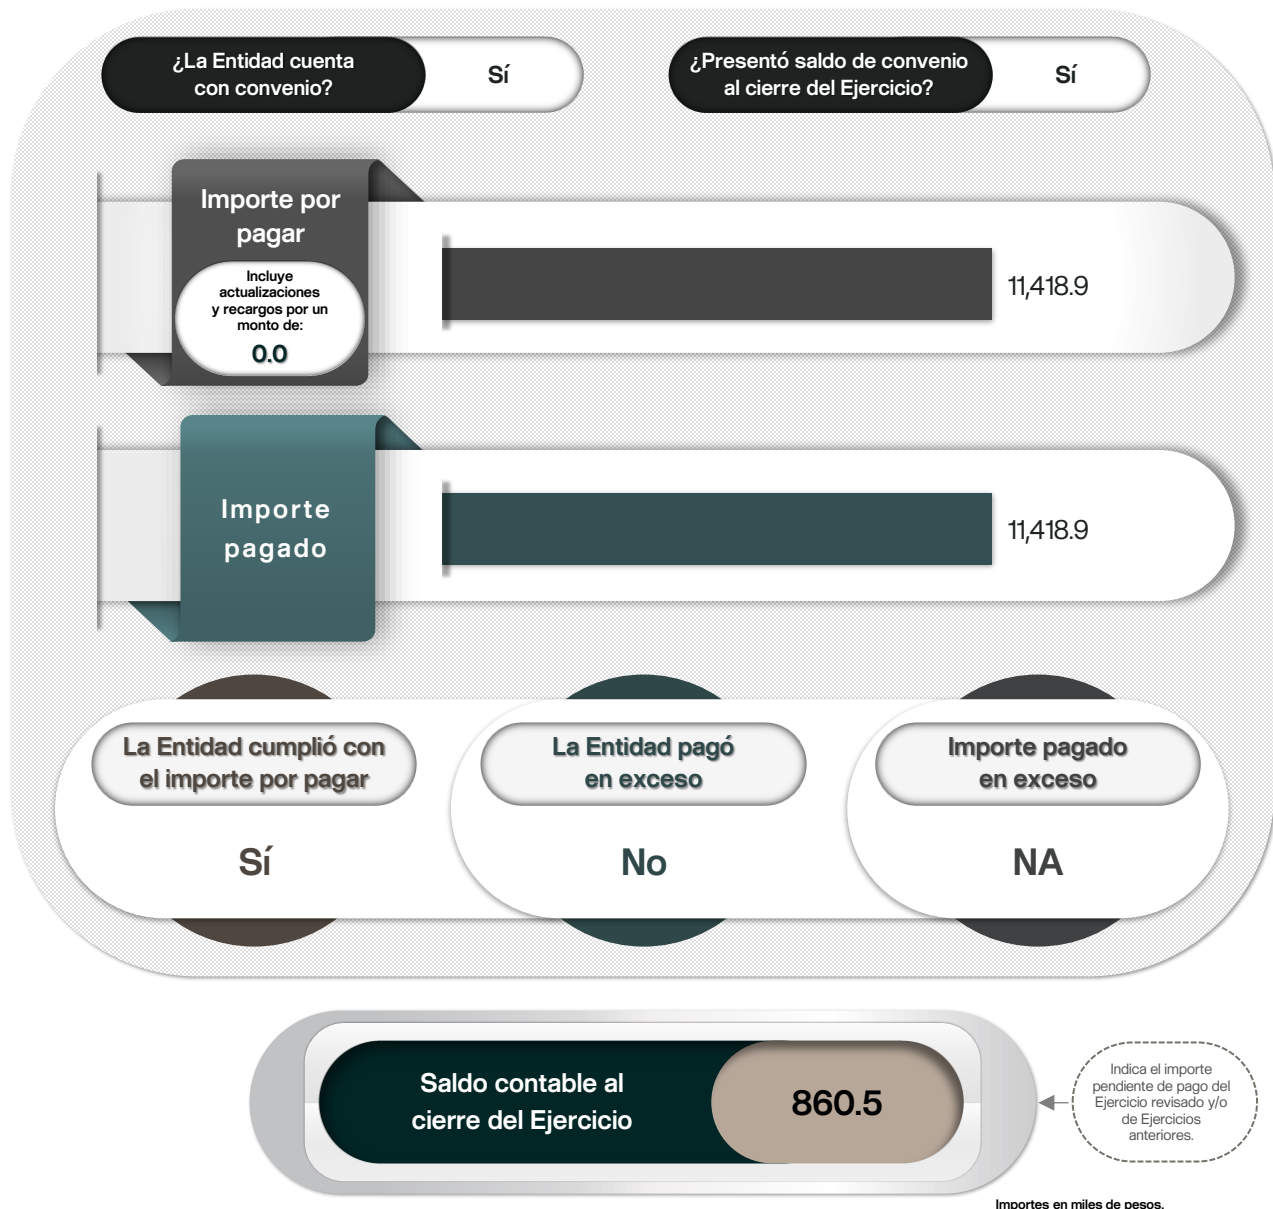 ¿La Entidad cuenta
con convenio?
Sí
¿Presentó saldo de convenio
al cierre del Ejercicio?
Sí
Importe por
pagar
Incluye
actualizaciones
y recargos por un
monto de:
0.0
11,418.9
Importe
pagado
11,418.9
La Entidad cumplió con
el importe por pagar
Sí
La Entidad pagó
en exceso
No
Importe pagado
en exceso
NA
Saldo contable al
cierre del Ejercicio
860.5
Indica el importe
pendiente de pago del
Ejercicio revisado y/o
de Ejercicios
anteriores.
Importes en miles de pesos.